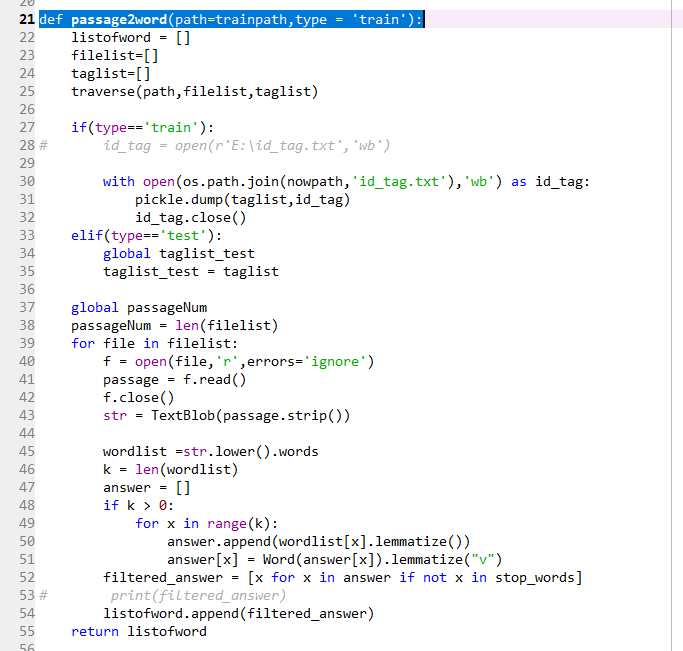 20
21 def passage2word(path=trainpath,type = 'train'):
22     listofword = []
23     filelist=[]
24     taglist=[]
25     traverse(path,filelist,taglist)
26
27     if(type=='train'):
28 #       id_tag = open(r'E:\id_tag.txt','wb')
29
30         with open(os.path.join(nowpath,'id_tag.txt'),'wb') as id_tag:
31             pickle.dump(taglist,id_tag)
32             id_tag.close()
33     elif(type=='test'):
34         global taglist_test
35         taglist_test = taglist
36
37     global passageNum
38     passageNum = len(filelist)
39     for file in filelist:
40         f = open(file,'r',errors='ignore')
41         passage = f.read()
42         f.close()
43         str = TextBlob(passage.strip())
44
45         wordlist =str.lower().words
46         k = len(wordlist)
47         answer = []
48         if k > 0:
49             for x in range(k):
50                 answer.append(wordlist[x].lemmatize())
51                 answer[x] = Word(answer[x]).lemmatize("v")
52         filtered_answer = [x for x in answer if not x in stop_words]
53 #        print(filtered_answer)
54         listofword.append(filtered_answer)
55     return listofword
56